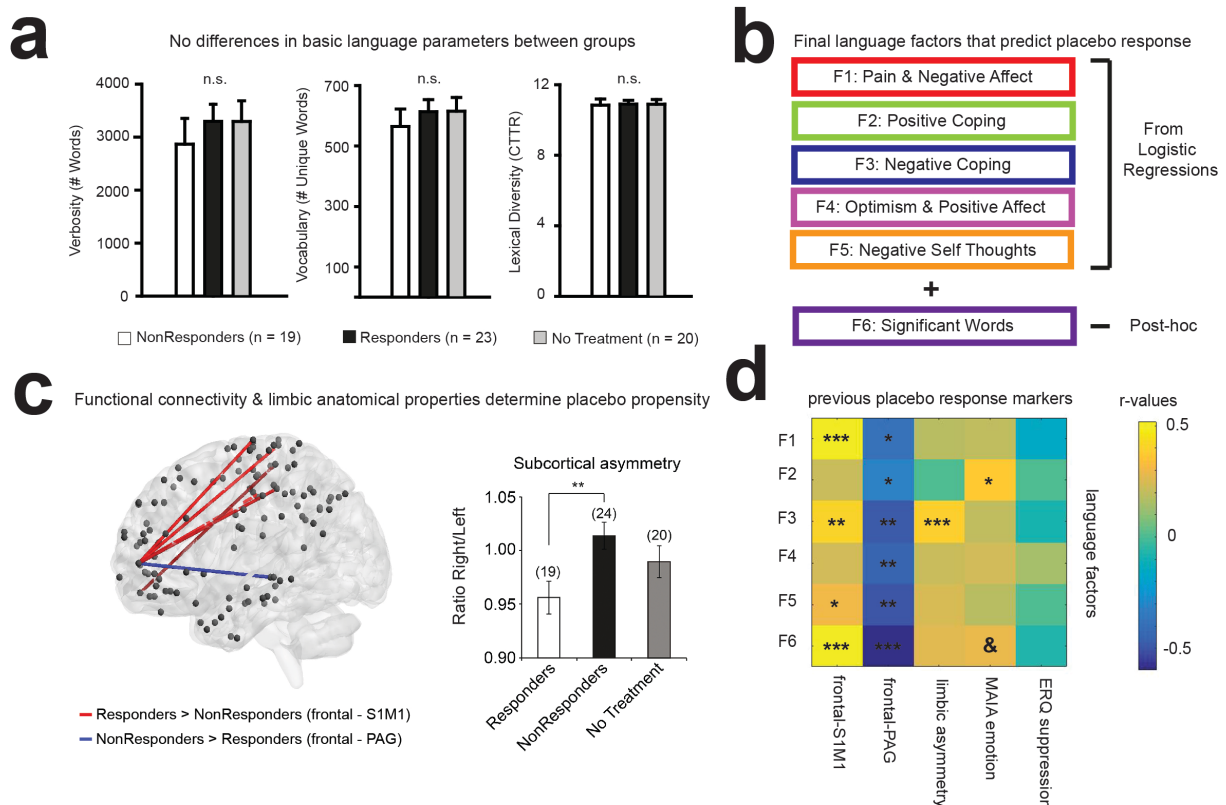 a
No differences in basic language parameters between groups
Verbosity (# Words)
4000
3000
2000
1000
0
n.s.
Vocabulary (# Unique Words)
700
500
300
100
n.s.
Lexical Diversity (CTTR)
12
8
4
0
n.s.
NonResponders (n = 19)
Responders (n = 23)
No Treatment (n = 20)
b
Final language factors that predict placebo response
F1: Pain & Negative Affect
F2: Positive Coping
F3: Negative Coping
F4: Optimism & Positive Affect
F5: Negative Self Thoughts
From
Logistic
Regressions
+
F6: Significant Words
Post-hoc
c
Functional connectivity & limbic anatomical properties determine placebo propensity
Responders > NonResponders (frontal - S1M1)
NonResponders > Responders (frontal - PAG)
Subcortical asymmetry
Ratio Right/Left
1.05
1.00
0.95
0.90
**
(19)
(24)
(20)
Responders
NonResponders
No Treatment
d
previous placebo response markers
r-values
F1
*** *
F2
* *
F3
** ** ***
F4
**
F5
* **
F6
*** *** &
frontal-S1M1
frontal-PAG
limbic asymmetry
MAIA emotion
ERQ suppression
language factors
0.5
0
-0.5